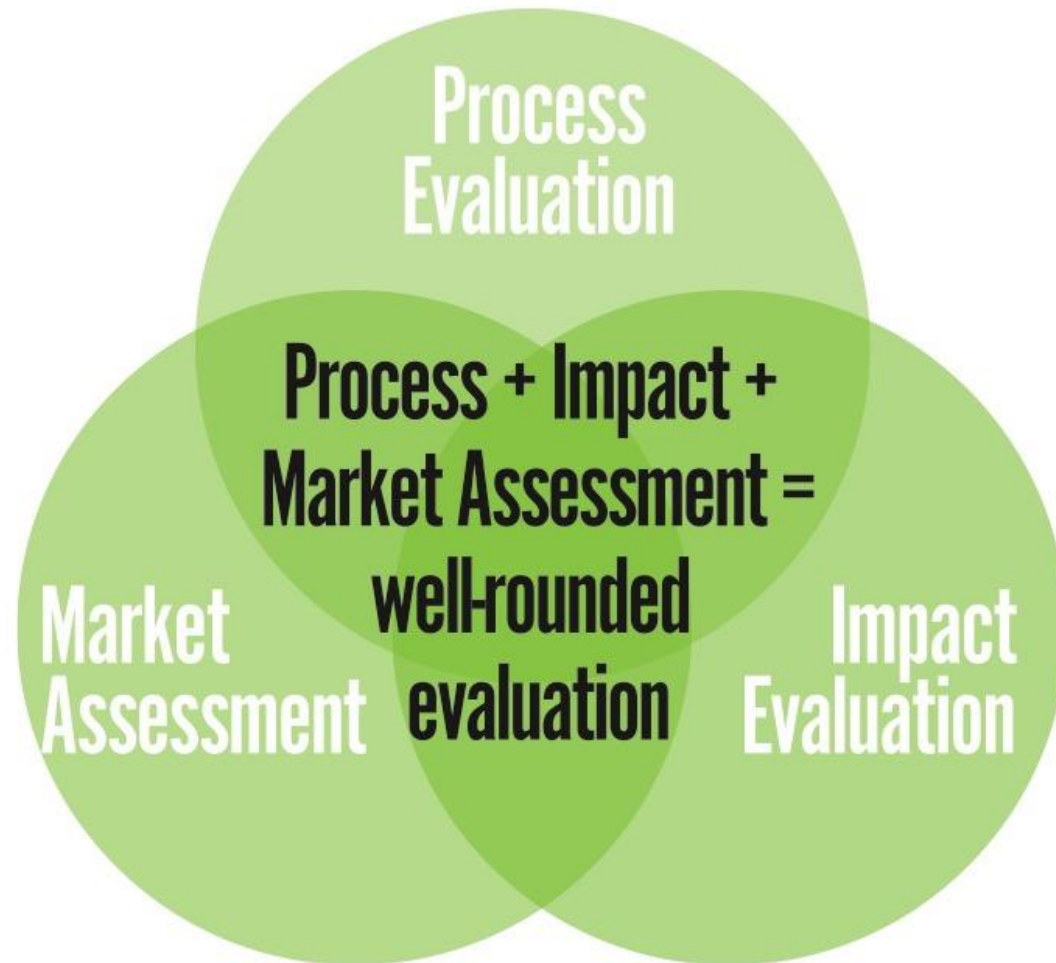 Process
Evaluation
Process + Impact +
Market Assessment =
well-rounded
evaluation
Market
Assessment
Impact
Evaluation